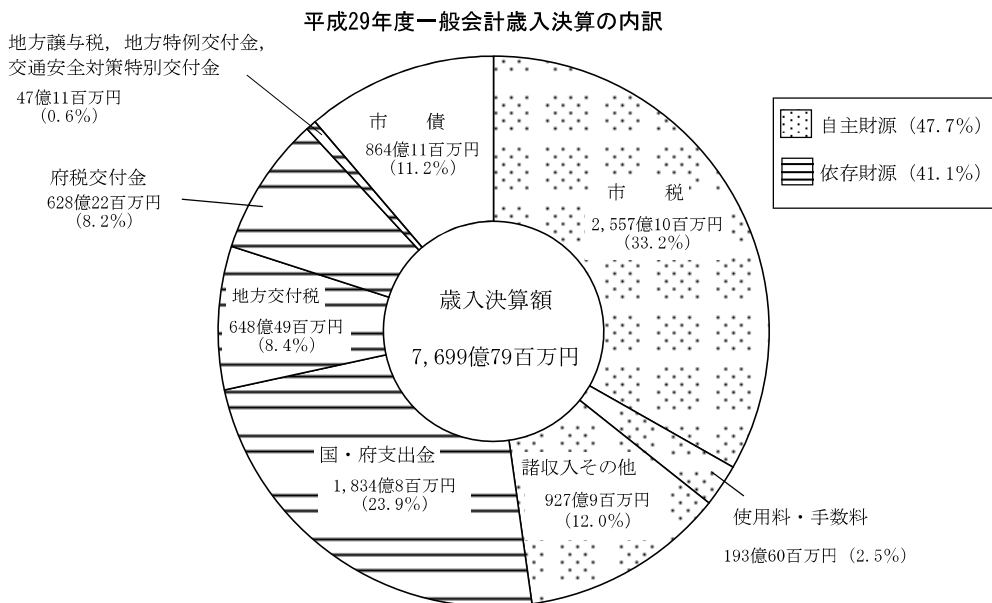 平成29年度一般会計歳入決算の内訳
地方譲与税，地方特例交付金，
交通安全対策特別交付金
47億11百万円
（0.6%）
市　債
864億11百万円
（11.2%）
自主財源（47.7%）
依存財源（41.1%）
市　税
2,557億10百万円
（33.2%）
府税交付金
628億22百万円
（8.2%）
地方交付税
648億49百万円
（8.4%）
歳入決算額
7,699億79百万円
国・府支出金
1,834億8百万円
（23.9%）
諸収入その他
927億9百万円
（12.0%）
使用料・手数料
193億60百万円（2.5%）